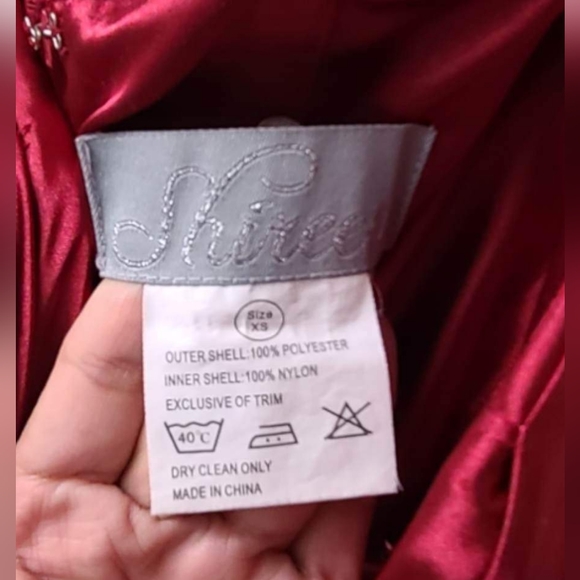 Size
XS
OUTER SHELL:100% POLYESTER
INNER SHELL:100% NYLON
EXCLUSIVE OF TRIM
40℃
DRY CLEAN ONLY
MADE IN CHINA